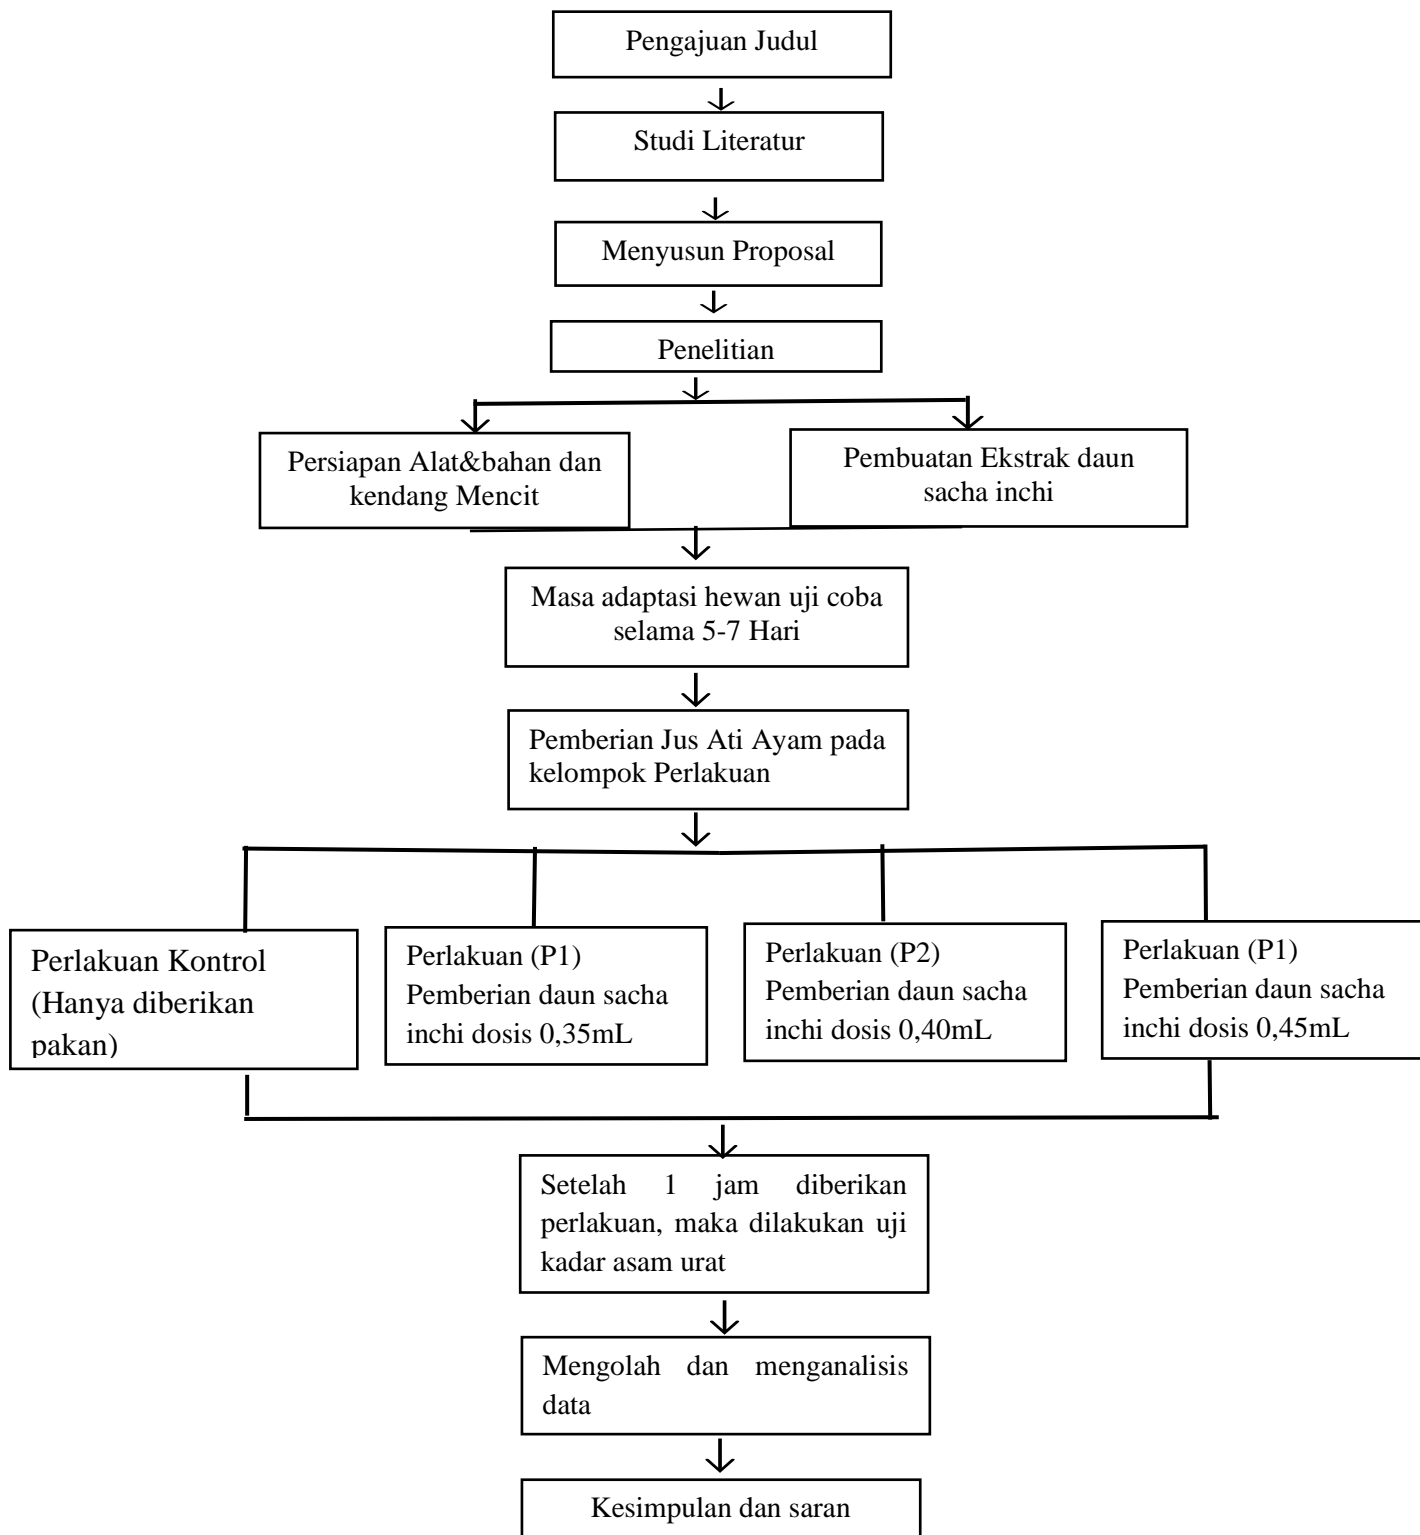 Pengajuan Judul
Studi Literatur
Menyusun Proposal
Penelitian
Persiapan Alat&bahan dan
kendang Mencit
Pembuatan Ekstrak daun
sacha inchi
Masa adaptasi hewan uji coba
selama 5-7 Hari
Pemberian Jus Ati Ayam pada
kelompok Perlakuan
Perlakuan Kontrol
(Hanya diberikan
pakan)
Perlakuan (P1)
Pemberian daun sacha
inchi dosis 0,35mL
Perlakuan (P2)
Pemberian daun sacha
inchi dosis 0,40mL
Perlakuan (P1)
Pemberian daun sacha
inchi dosis 0,45mL
Setelah 1 jam diberikan
perlakuan, maka dilakukan uji
kadar asam urat
Mengolah dan menganalisis
data
Kesimpulan dan saran